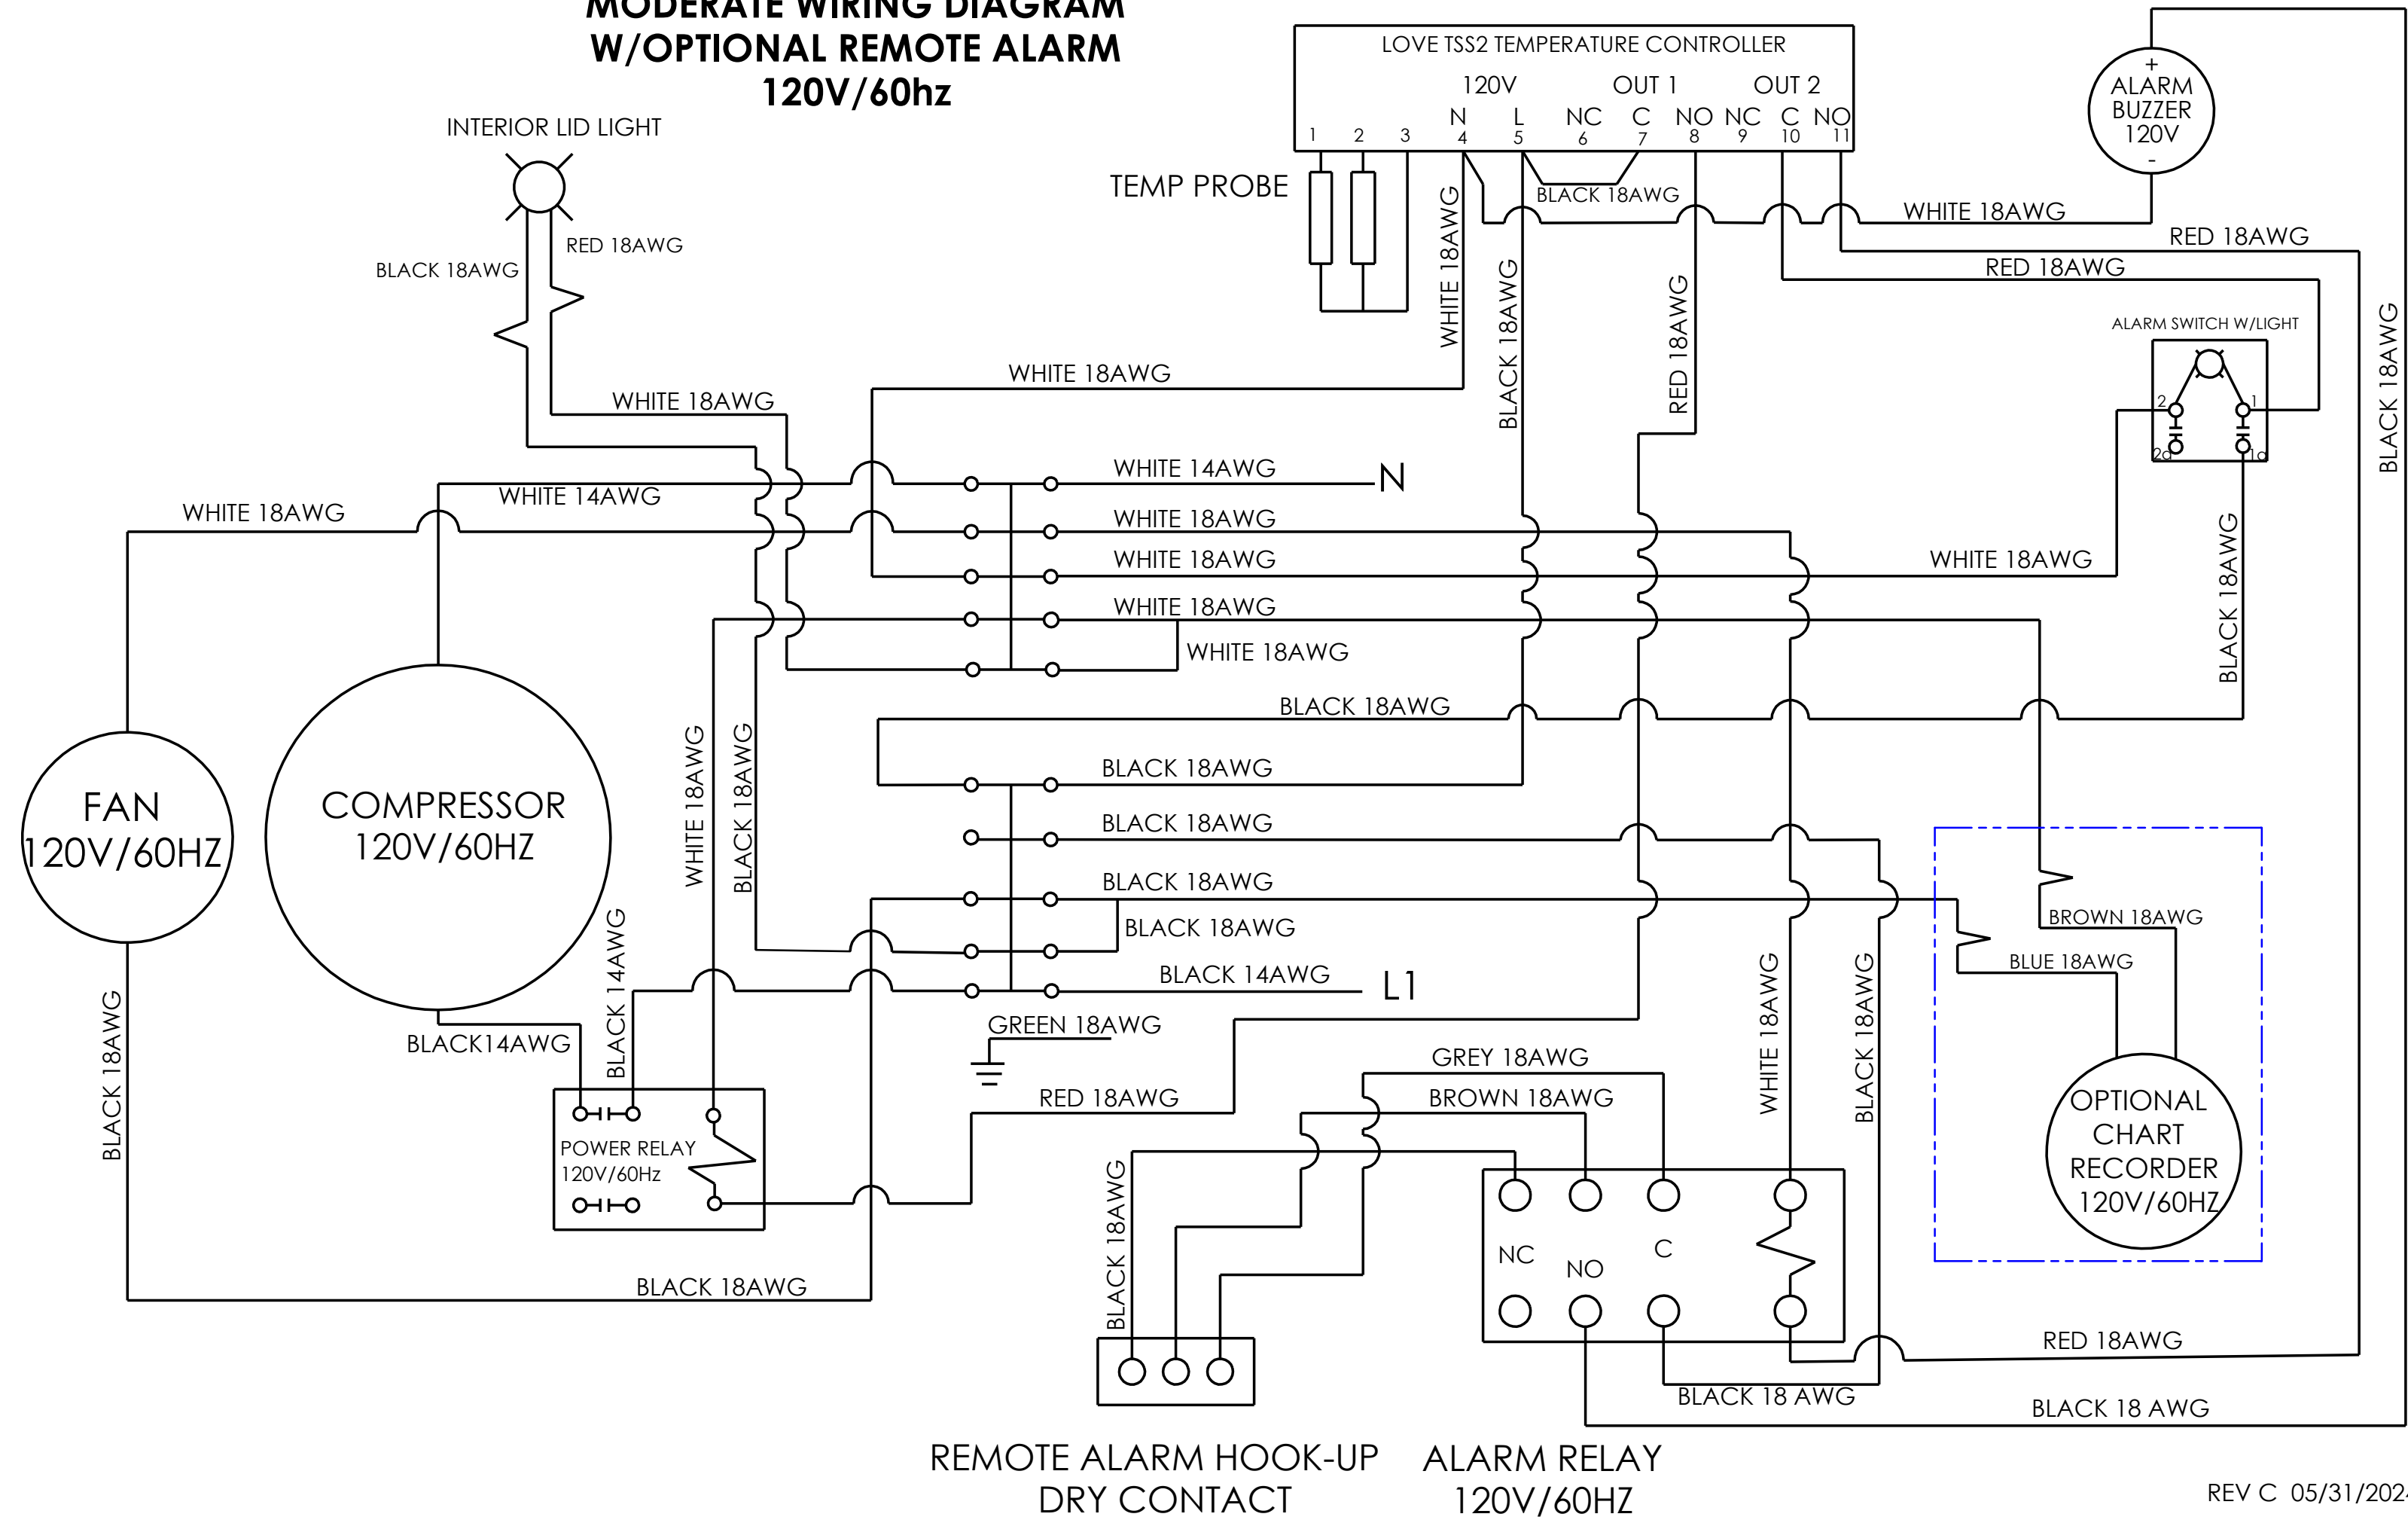 MODERATE WIRING DIAGRAM
W/OPTIONAL REMOTE ALARM
120V/60hz
LOVE TSS2 TEMPERATURE CONTROLLER
120V OUT 1 OUT 2
N L NC C NO NC C NO
1 2 3 4 5 6 7 8 9 10 11
+
ALARM
BUZZER
120V
-
INTERIOR LID LIGHT
TEMP PROBE
BLACK 18AWG
WHITE 18AWG
RED 18AWG
RED 18AWG
RED 18AWG
BLACK 18AWG
WHITE 18AWG
BLACK 18AWG
RED 18AWG
ALARM SWITCH W/LIGHT
2 1
2a 1a
BLACK 18AWG
BLACK 18AWG
WHITE 18AWG
WHITE 18AWG
WHITE 14AWG
N
WHITE 14AWG
WHITE 18AWG
WHITE 18AWG
WHITE 18AWG
WHITE 18AWG
WHITE 18AWG
WHITE 18AWG
BLACK 18AWG
BLACK 18AWG
WHITE 18AWG
BLACK 18AWG
BLACK 18AWG
FAN
120V/60HZ
COMPRESSOR
120V/60HZ
BLACK 18AWG
BLACK 18AWG
BLACK 18AWG
BROWN 18AWG
BLUE 18AWG
BLACK 14AWG
L1
BLACK 14AWG
GREEN 18AWG
BLACK14AWG
BLACK 18AWG
WHITE 18AWG
BLACK 18AWG
GREY 18AWG
RED 18AWG
BROWN 18AWG
OPTIONAL
CHART
RECORDER
120V/60HZ
POWER RELAY
120V/60Hz
BLACK 18AWG
NC
NO
C
BLACK 18AWG
RED 18AWG
BLACK 18 AWG
BLACK 18 AWG
REMOTE ALARM HOOK-UP
DRY CONTACT
ALARM RELAY
120V/60HZ
REV C 05/31/202